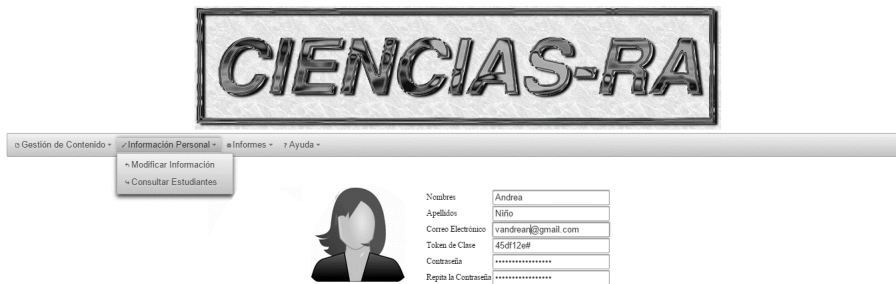 CIENCIAS-RA
Gestión de Contenido Información Personal Informes ? Ayuda
Modificar Información
Consultar Estudiantes
Nombres Andrea
Apellidos Niño
Correo Electrónico vandrean@gmail.com
Token de Clase 45df12e#
Contraseña •••••••••••••••••
Repita la Contraseña •••••••••••••••••